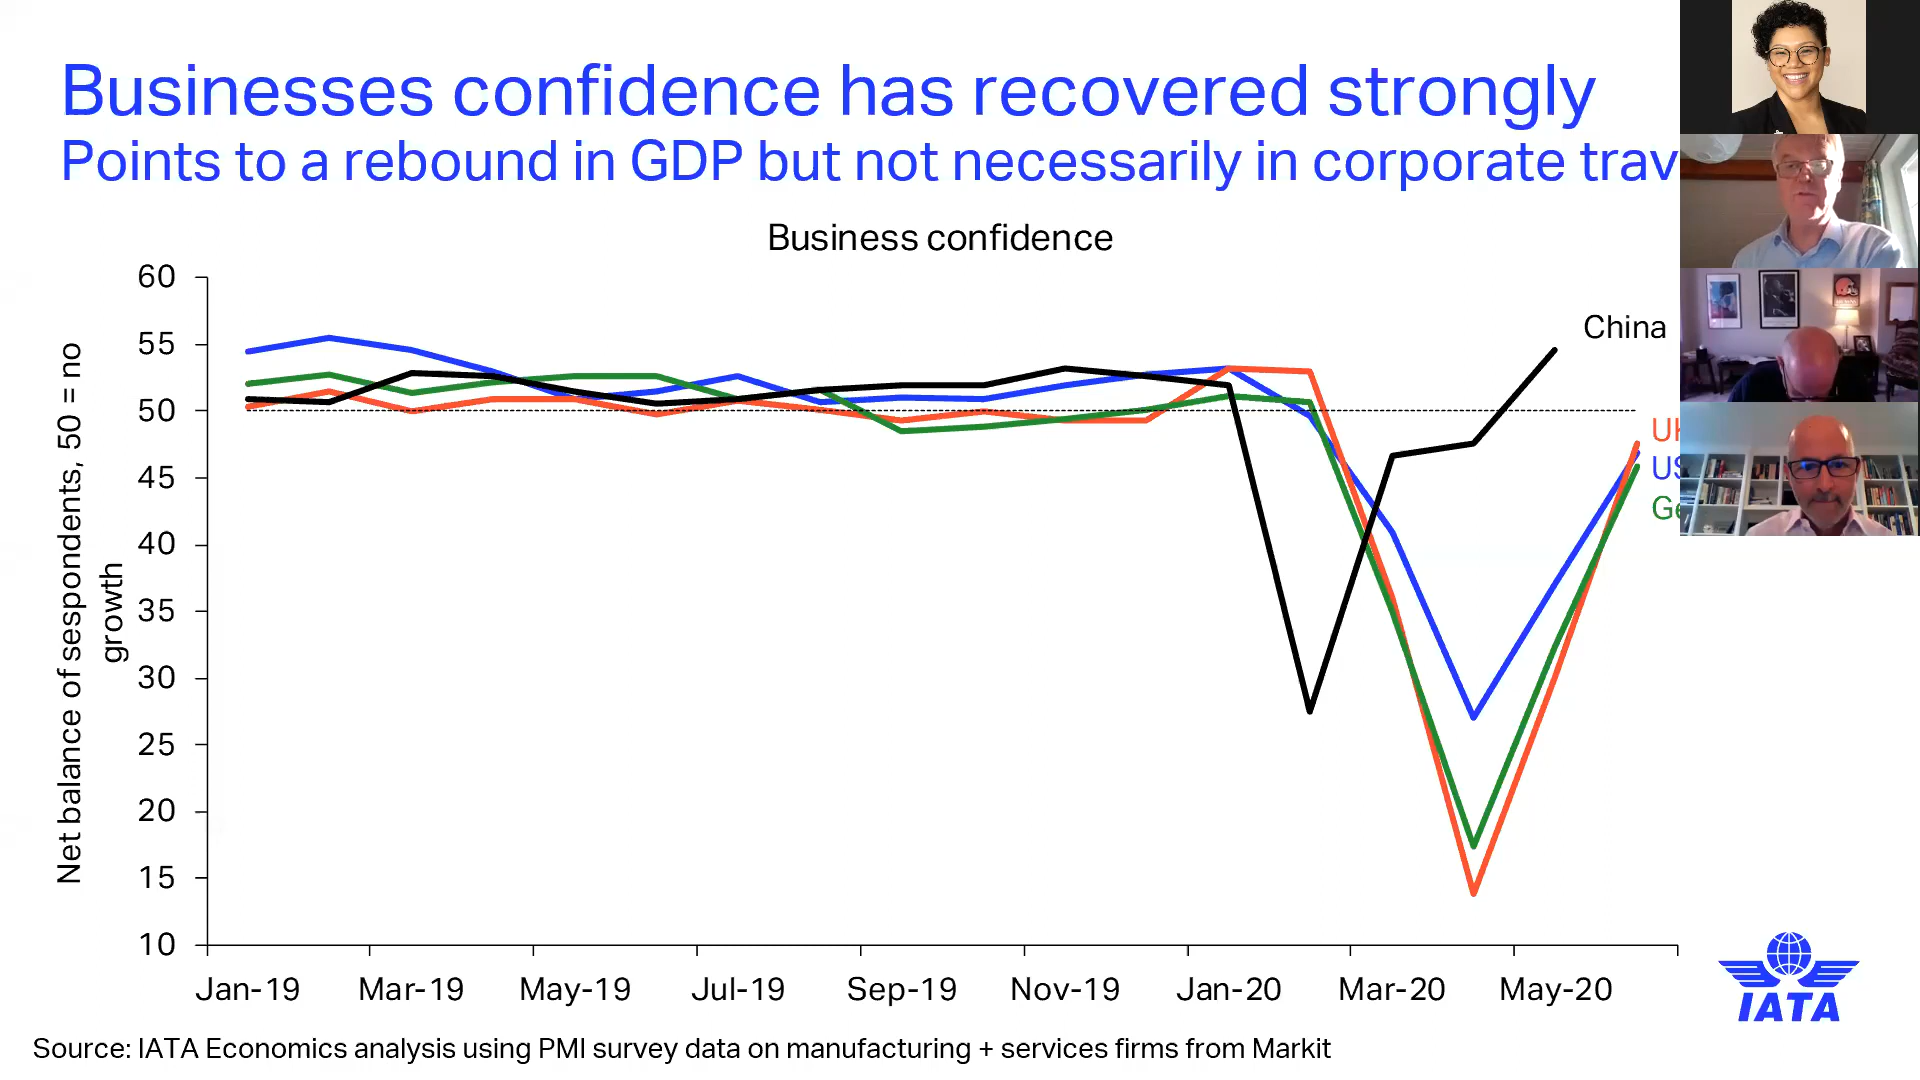 Businesses confidence has recovered strongly
Points to a rebound in GDP but not necessarily in corporate trav
Business confidence
Net balance of sespondents, 50 = no
growth
60
55
50
45
40
35
30
25
20
15
10
China
UK
US
Ge
Jan-19 Mar-19 May-19 Jul-19 Sep-19 Nov-19 Jan-20 Mar-20 May-20
IATA
Source: IATA Economics analysis using PMI survey data on manufacturing + services firms from Markit